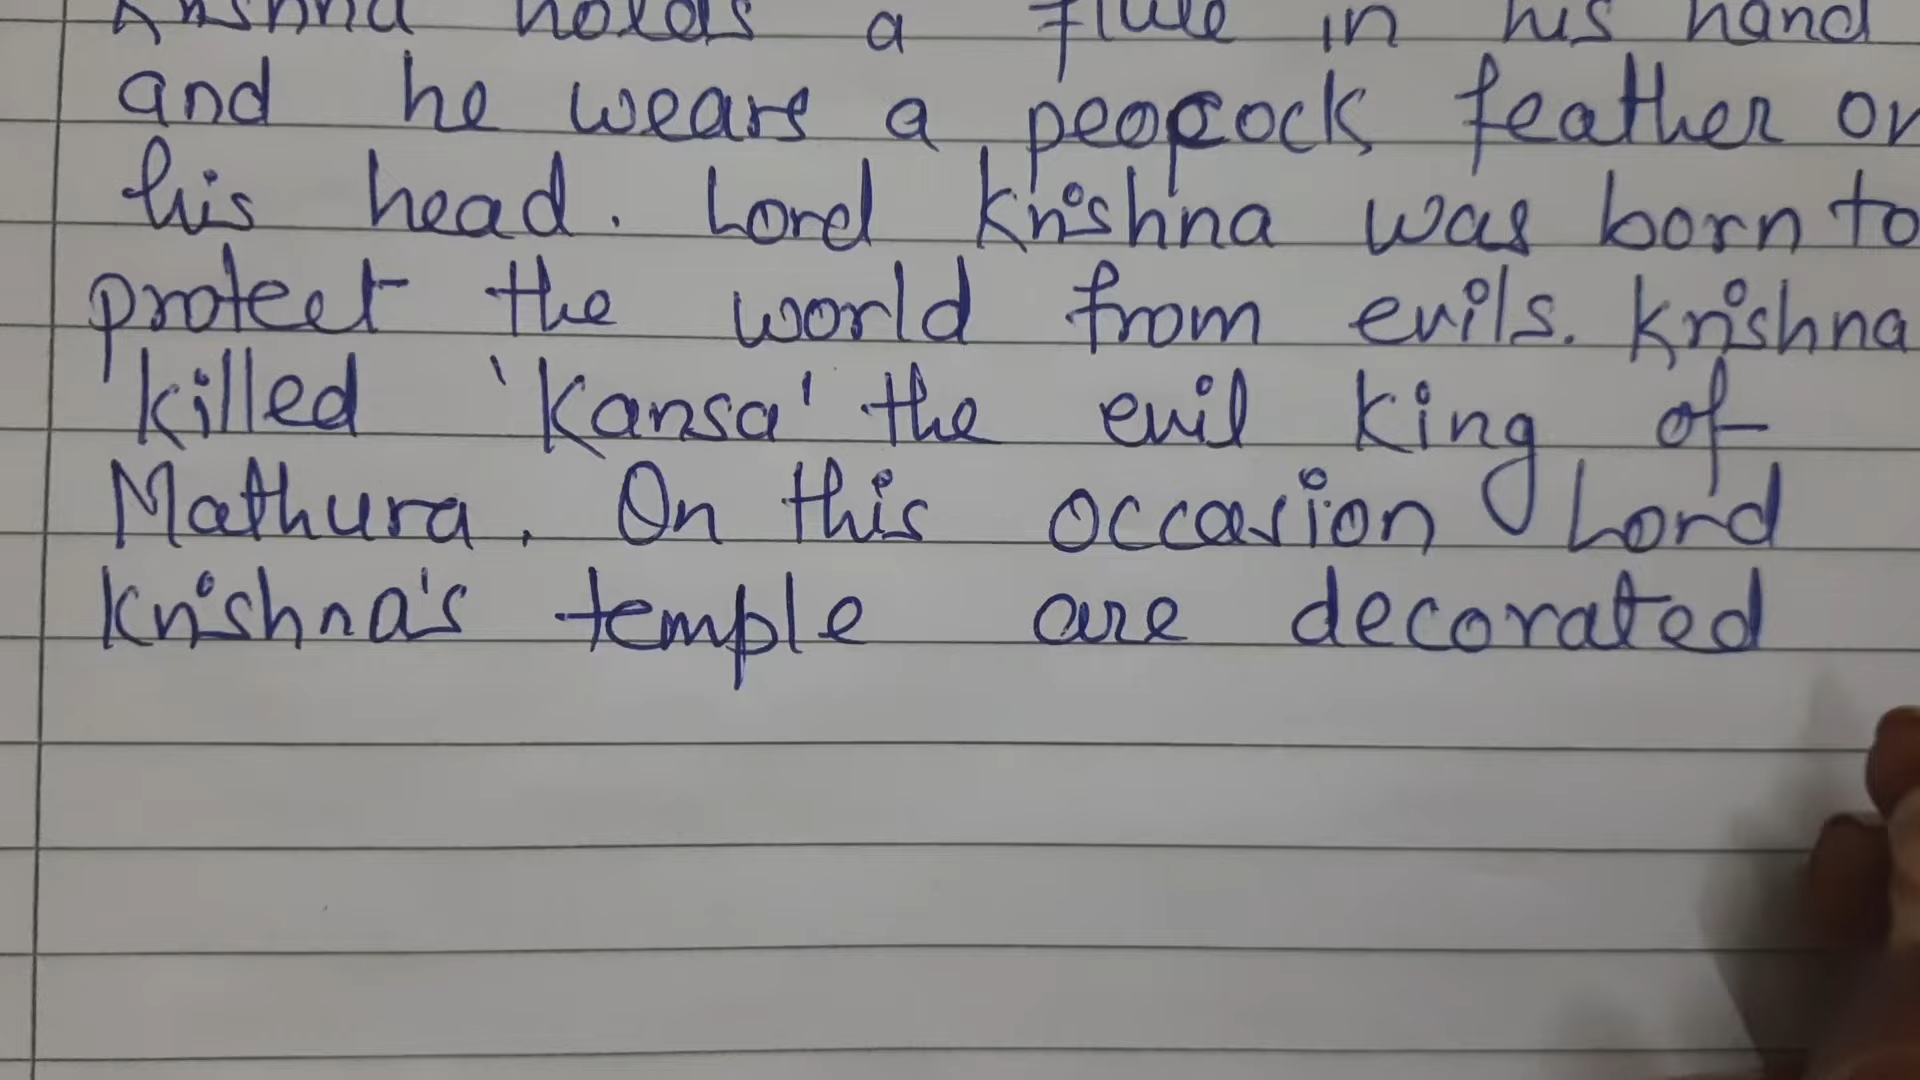 Krishna holds a flute in his hand
and he wears a peacock feather on
his head. Lord Krishna was born to
protect the world from evils. Krishna
killed 'Kansa' the evil king of
Mathura. On this occasion Lord
Krishna's temple are decorated